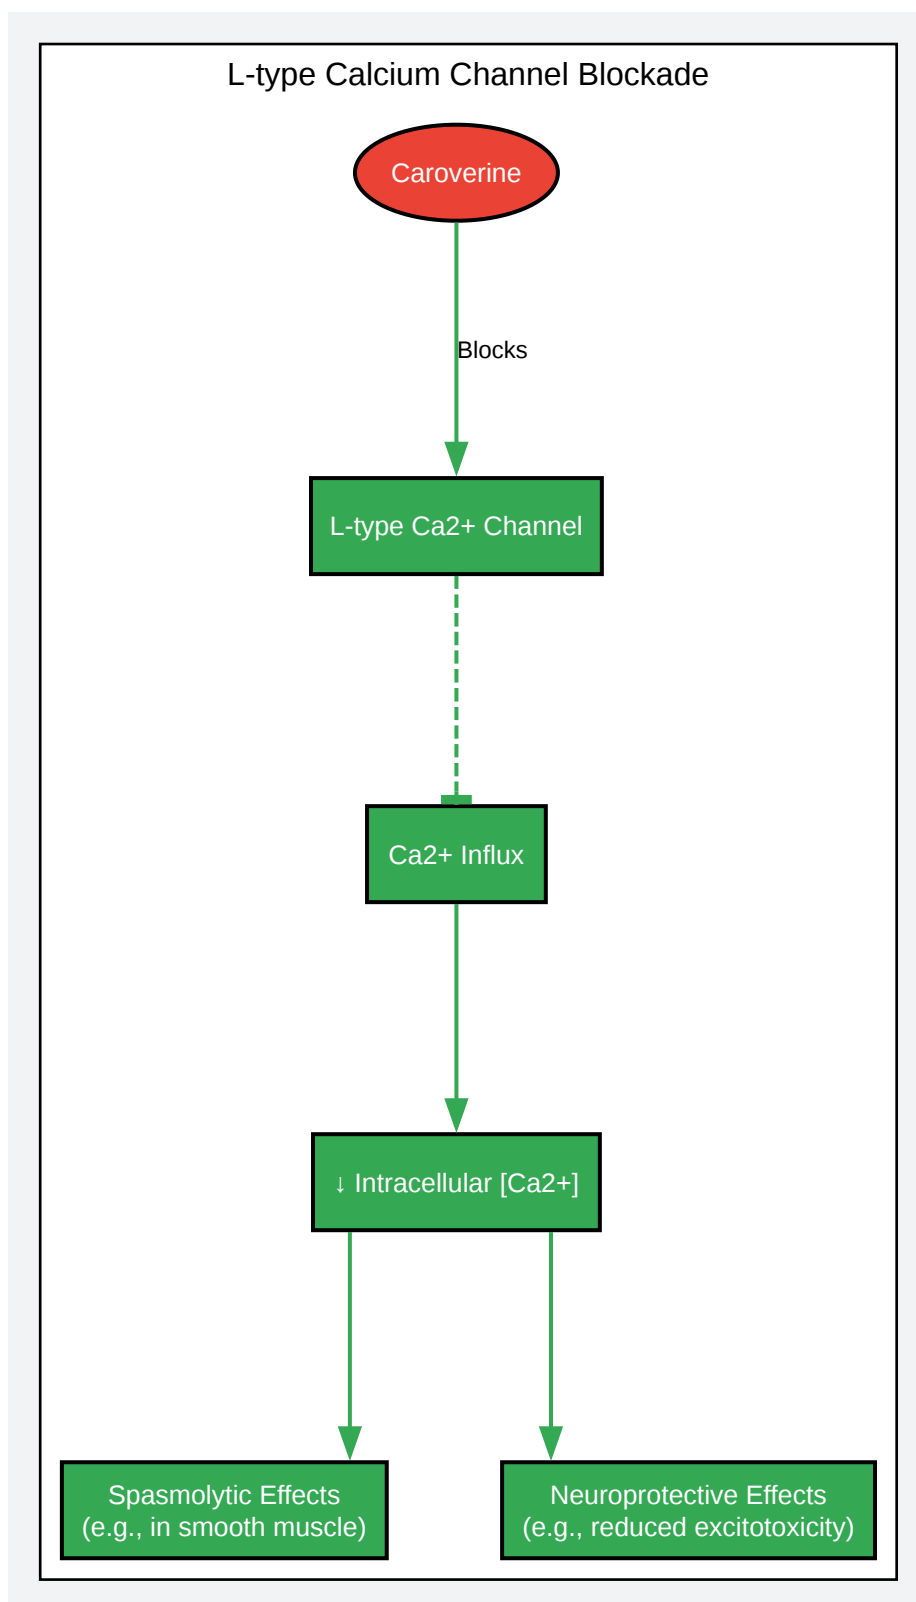 L-type Calcium Channel Blockade
Caroverine
Blocks
L-type Ca2+ Channel
Ca2+ Influx
↓ Intracellular [Ca2+]
Spasmolytic Effects
(e.g., in smooth muscle)
Neuroprotective Effects
(e.g., reduced excitotoxicity)